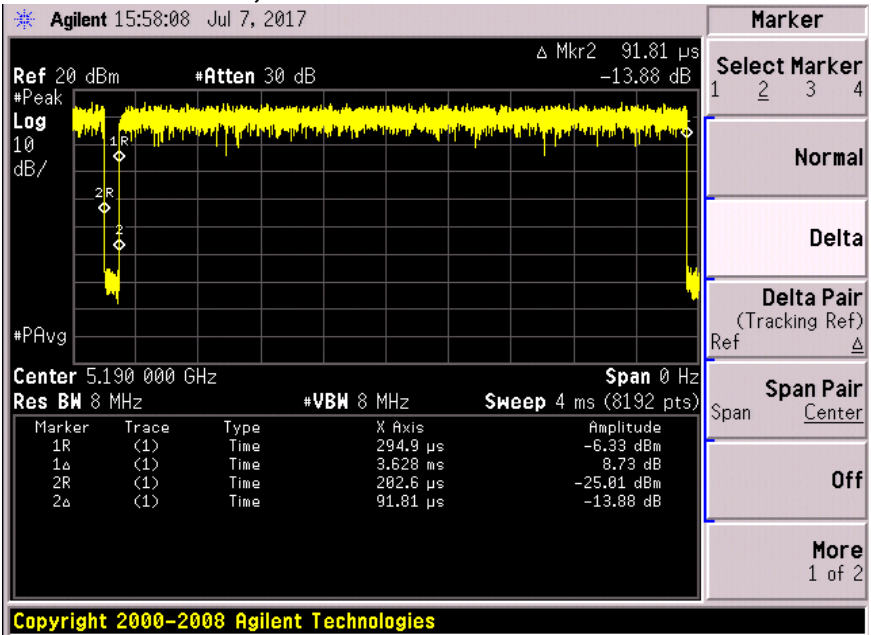 Agilent 15:58:08 Jul 7, 2017
Marker
Δ Mkr2 91.81 µs
Ref 20 dBm #Atten 30 dB -13.88 dB
#Peak
Log
10
dB/
1R
2R
2
#PAvg
Center 5.190 000 GHz Span 0 Hz
Res BW 8 MHz #VBW 8 MHz Sweep 4 ms (8192 pts)
Marker Trace Type X Axis Amplitude
1R (1) Time 294.9 µs -6.33 dBm
1Δ (1) Time 3.628 ms 8.73 dB
2R (1) Time 202.6 µs -25.01 dBm
2Δ (1) Time 91.81 µs -13.88 dB
Select Marker
1 2 3 4
Normal
Delta
Delta Pair
(Tracking Ref)
Ref Δ
Span Pair
Span Center
Off
More
1 of 2
Copyright 2000-2008 Agilent Technologies